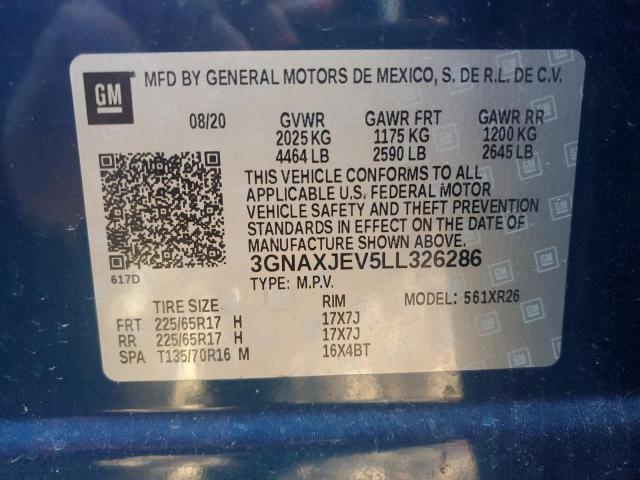 GM
MFD BY GENERAL MOTORS DE MEXICO, S. DE R.L. DE C.V.
08/20 GVWR GAWR FRT GAWR RR
2025 KG 1175 KG 1200 KG
4464 LB 2590 LB 2645 LB
THIS VEHICLE CONFORMS TO ALL
APPLICABLE U.S. FEDERAL MOTOR
VEHICLE SAFETY AND THEFT PREVENTION
STANDARDS IN EFFECT ON THE DATE OF
MANUFACTURE SHOWN ABOVE.
617D
3GNAXJEV5LL326286
TYPE: M.P.V. MODEL: 561XR26
TIRE SIZE RIM
FRT 225/65R17 H 17X7J
RR 225/65R17 H 17X7J
SPA T135/70R16 M 16X4BT